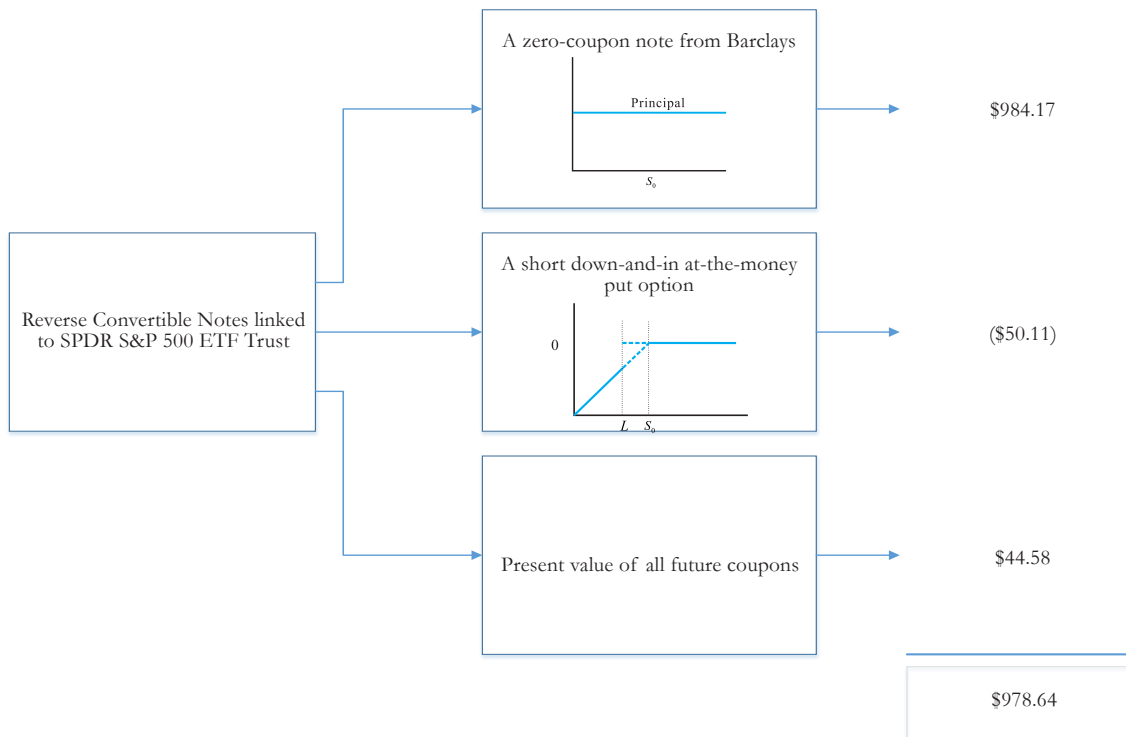 A zero-coupon note from Barclays
Principal
S₀
$984.17
Reverse Convertible Notes linked
to SPDR S&P 500 ETF Trust
A short down-and-in at-the-money
put option
0
L S₀
($50.11)
Present value of all future coupons
$44.58
$978.64